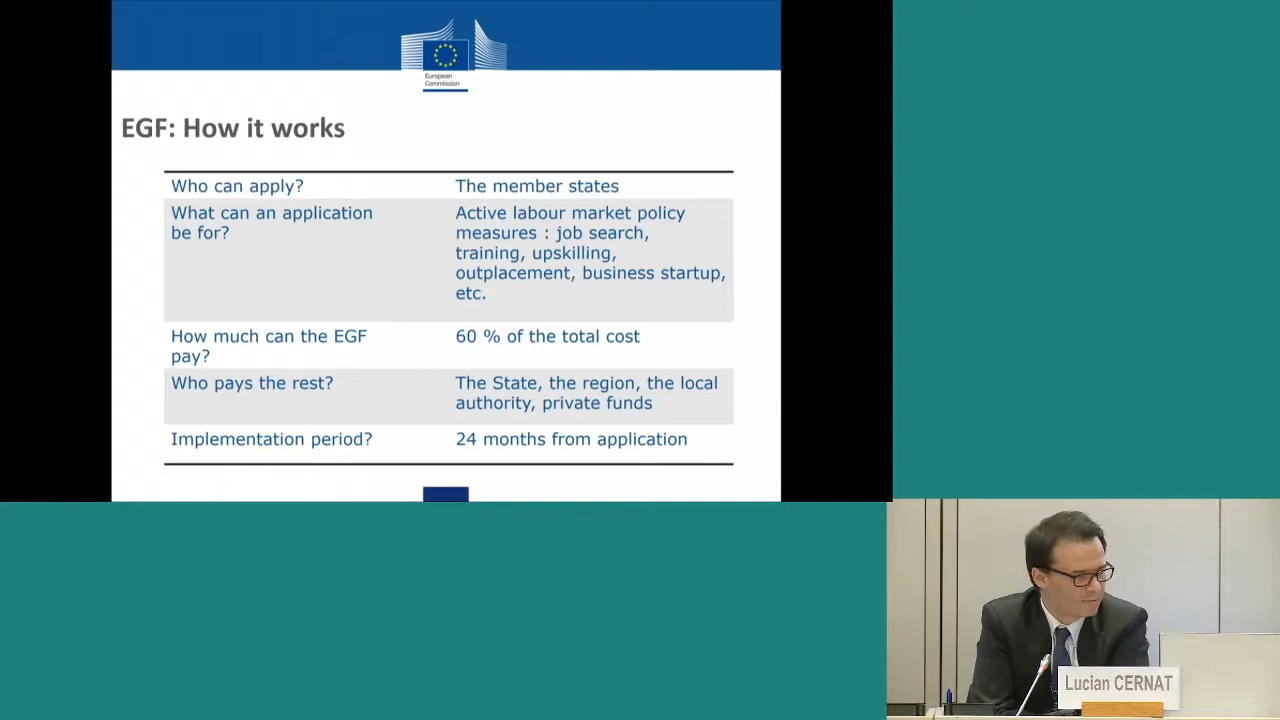 European
Commission
EGF: How it works
Who can apply?
The member states
What can an application
be for?
Active labour market policy
measures : job search,
training, upskilling,
outplacement, business startup,
etc.
How much can the EGF
pay?
60 % of the total cost
Who pays the rest?
The State, the region, the local
authority, private funds
Implementation period?
24 months from application
Lucian CERNAT